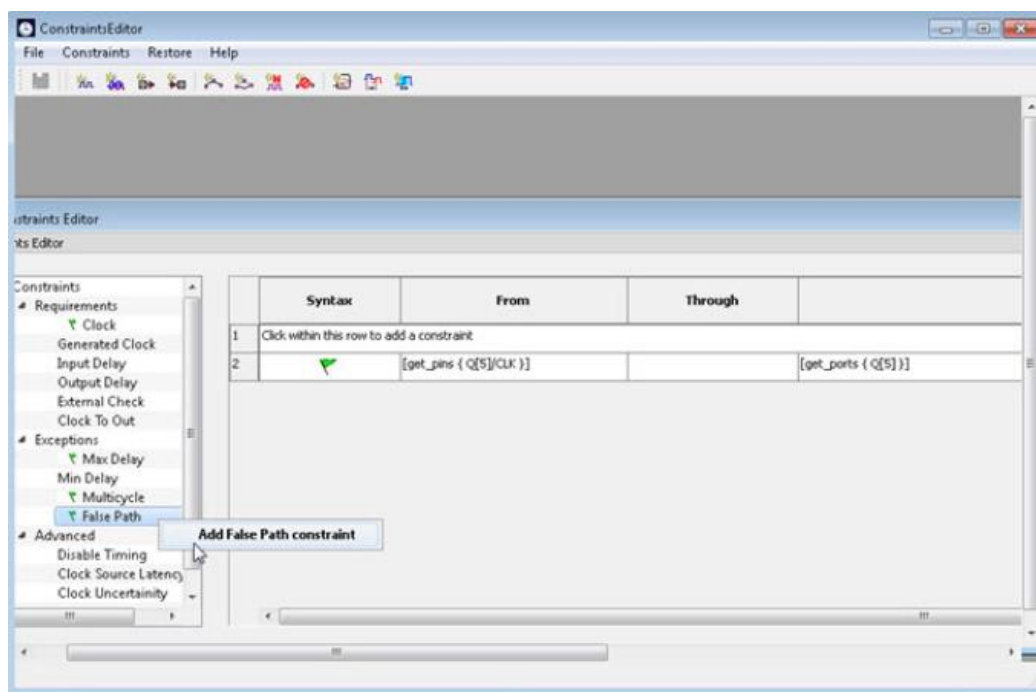 ConstraintsEditor
File Constraints Restore Help
straints Editor
nts Editor
Constraints
Requirements
Clock
Generated Clock
Input Delay
Output Delay
External Check
Clock To Out
Exceptions
Max Delay
Min Delay
Multicycle
False Path
Advanced
Disable Timing
Clock Source Latency
Clock Uncertainity
Add False Path constraint
Syntax From Through
1 Click within this row to add a constraint
2 [get_pins { Q[5]/CLK }] [get_ports { Q[5] }]